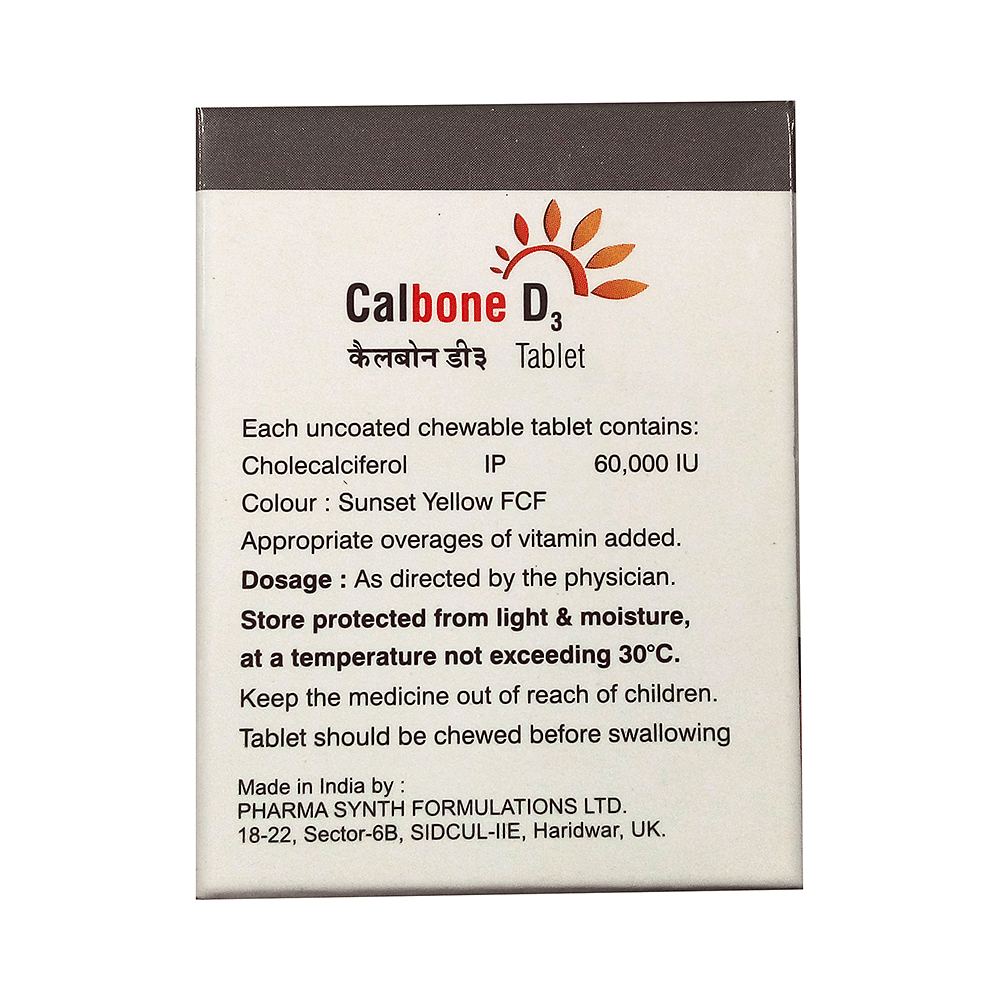 Calbone D₃
कैलबोन डी३ Tablet
Each uncoated chewable tablet contains:
Cholecalciferol IP 60,000 IU
Colour : Sunset Yellow FCF
Appropriate overages of vitamin added.
Dosage : As directed by the physician.
Store protected from light & moisture,
at a temperature not exceeding 30°C.
Keep the medicine out of reach of children.
Tablet should be chewed before swallowing
Made in India by :
PHARMA SYNTH FORMULATIONS LTD.
18-22, Sector-6B, SIDCUL-IIE, Haridwar, UK.